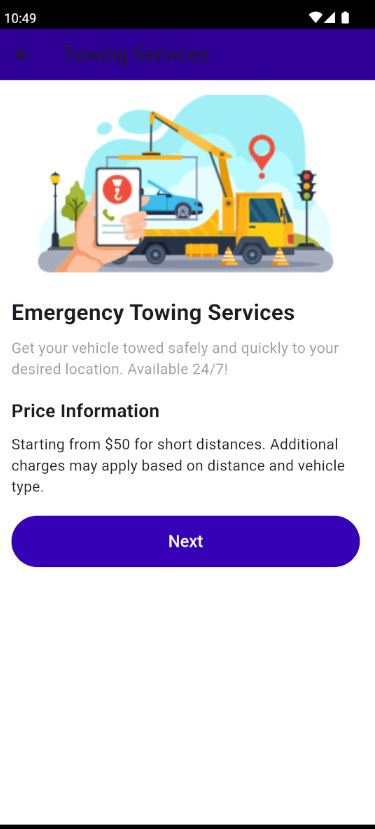 10:49
Towing Services
Emergency Towing Services
Get your vehicle towed safely and quickly to your
desired location. Available 24/7!
Price Information
Starting from $50 for short distances. Additional
charges may apply based on distance and vehicle
type.
Next